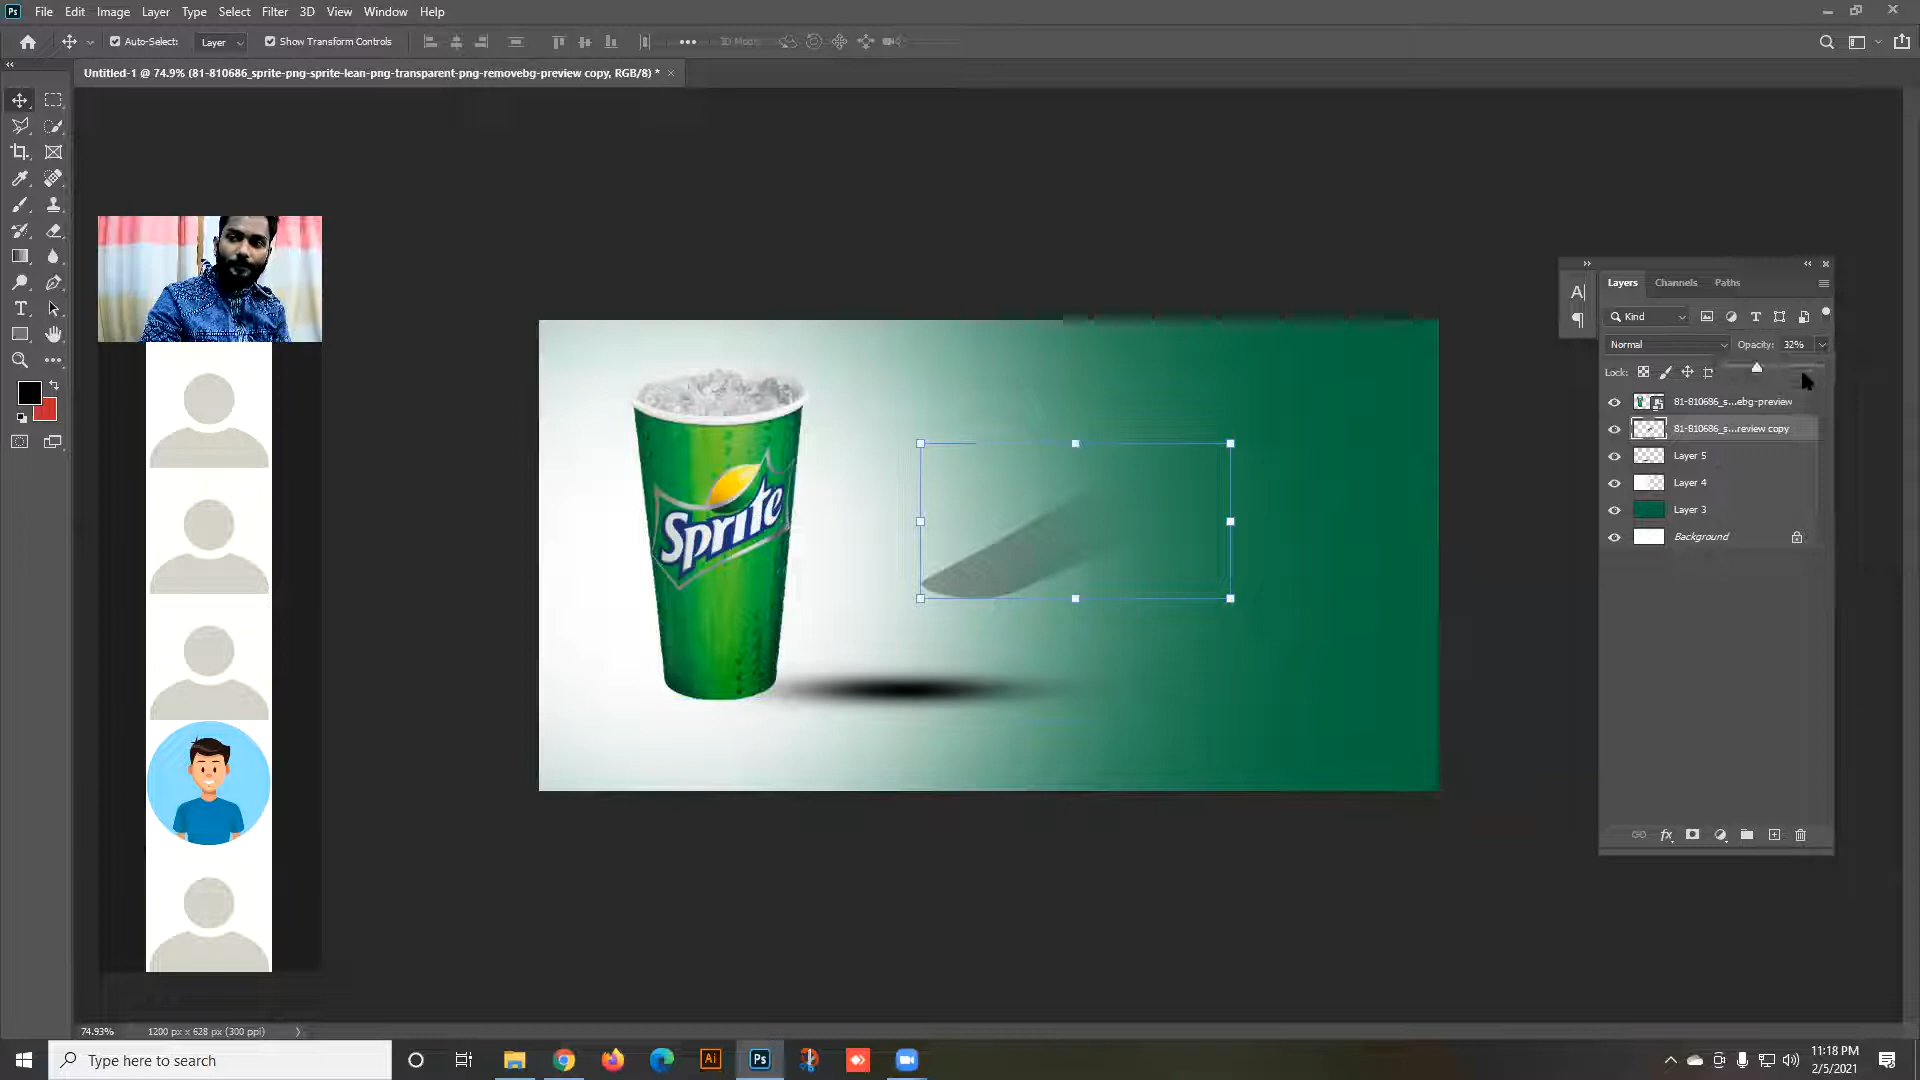 Ps File Edit Image Layer Type Select Filter 3D View Window Help
Auto-Select: Layer Show Transform Controls
Untitled-1 @ 74.9% (81-810686_sprite-png-sprite-lean-png-transparent-png-removebg-preview copy, RGB/8) *
Layers Channels Paths
Kind
Normal Opacity: 32%
Lock:
81-810686_s...ebg-preview
81-810686_s...review copy
Layer 5
Layer 4
Layer 3
Background
Sprite
74.93% 1200 px x 628 px (300 ppi)
Type here to search
Ai Ps
11:18 PM
2/5/2021